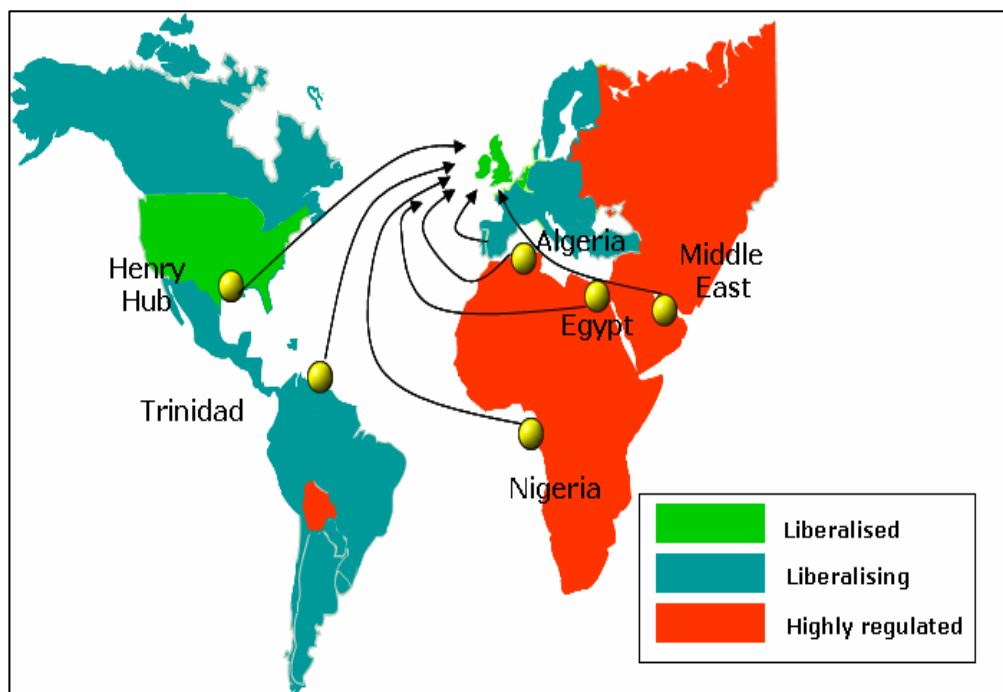 Henry
Hub
Trinidad
Algeria
Egypt
Middle
East
Nigeria
Liberalised
Liberalising
Highly regulated